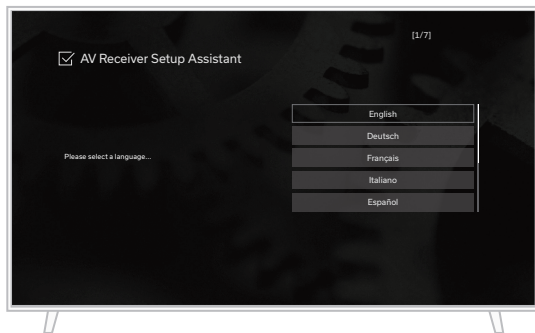 [1/7]
AV Receiver Setup Assistant
Please select a language...
English
Deutsch
Français
Italiano
Español